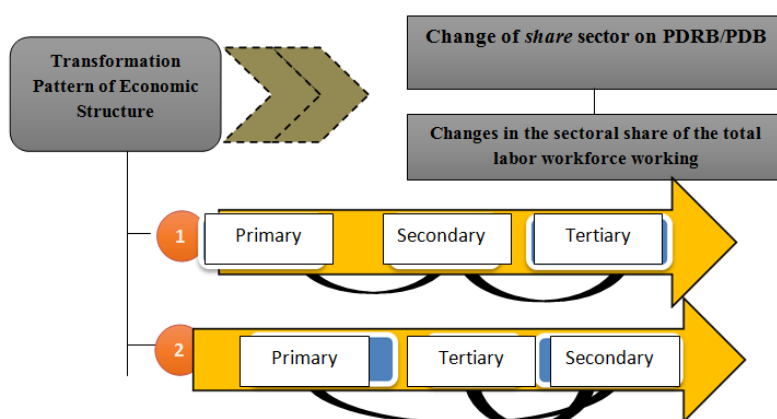 Transformation
Pattern of Economic
Structure
Change of share sector on PDRB/PDB
Changes in the sectoral share of the total
labor workforce working
1
Primary
Secondary
Tertiary
2
Primary
Tertiary
Secondary